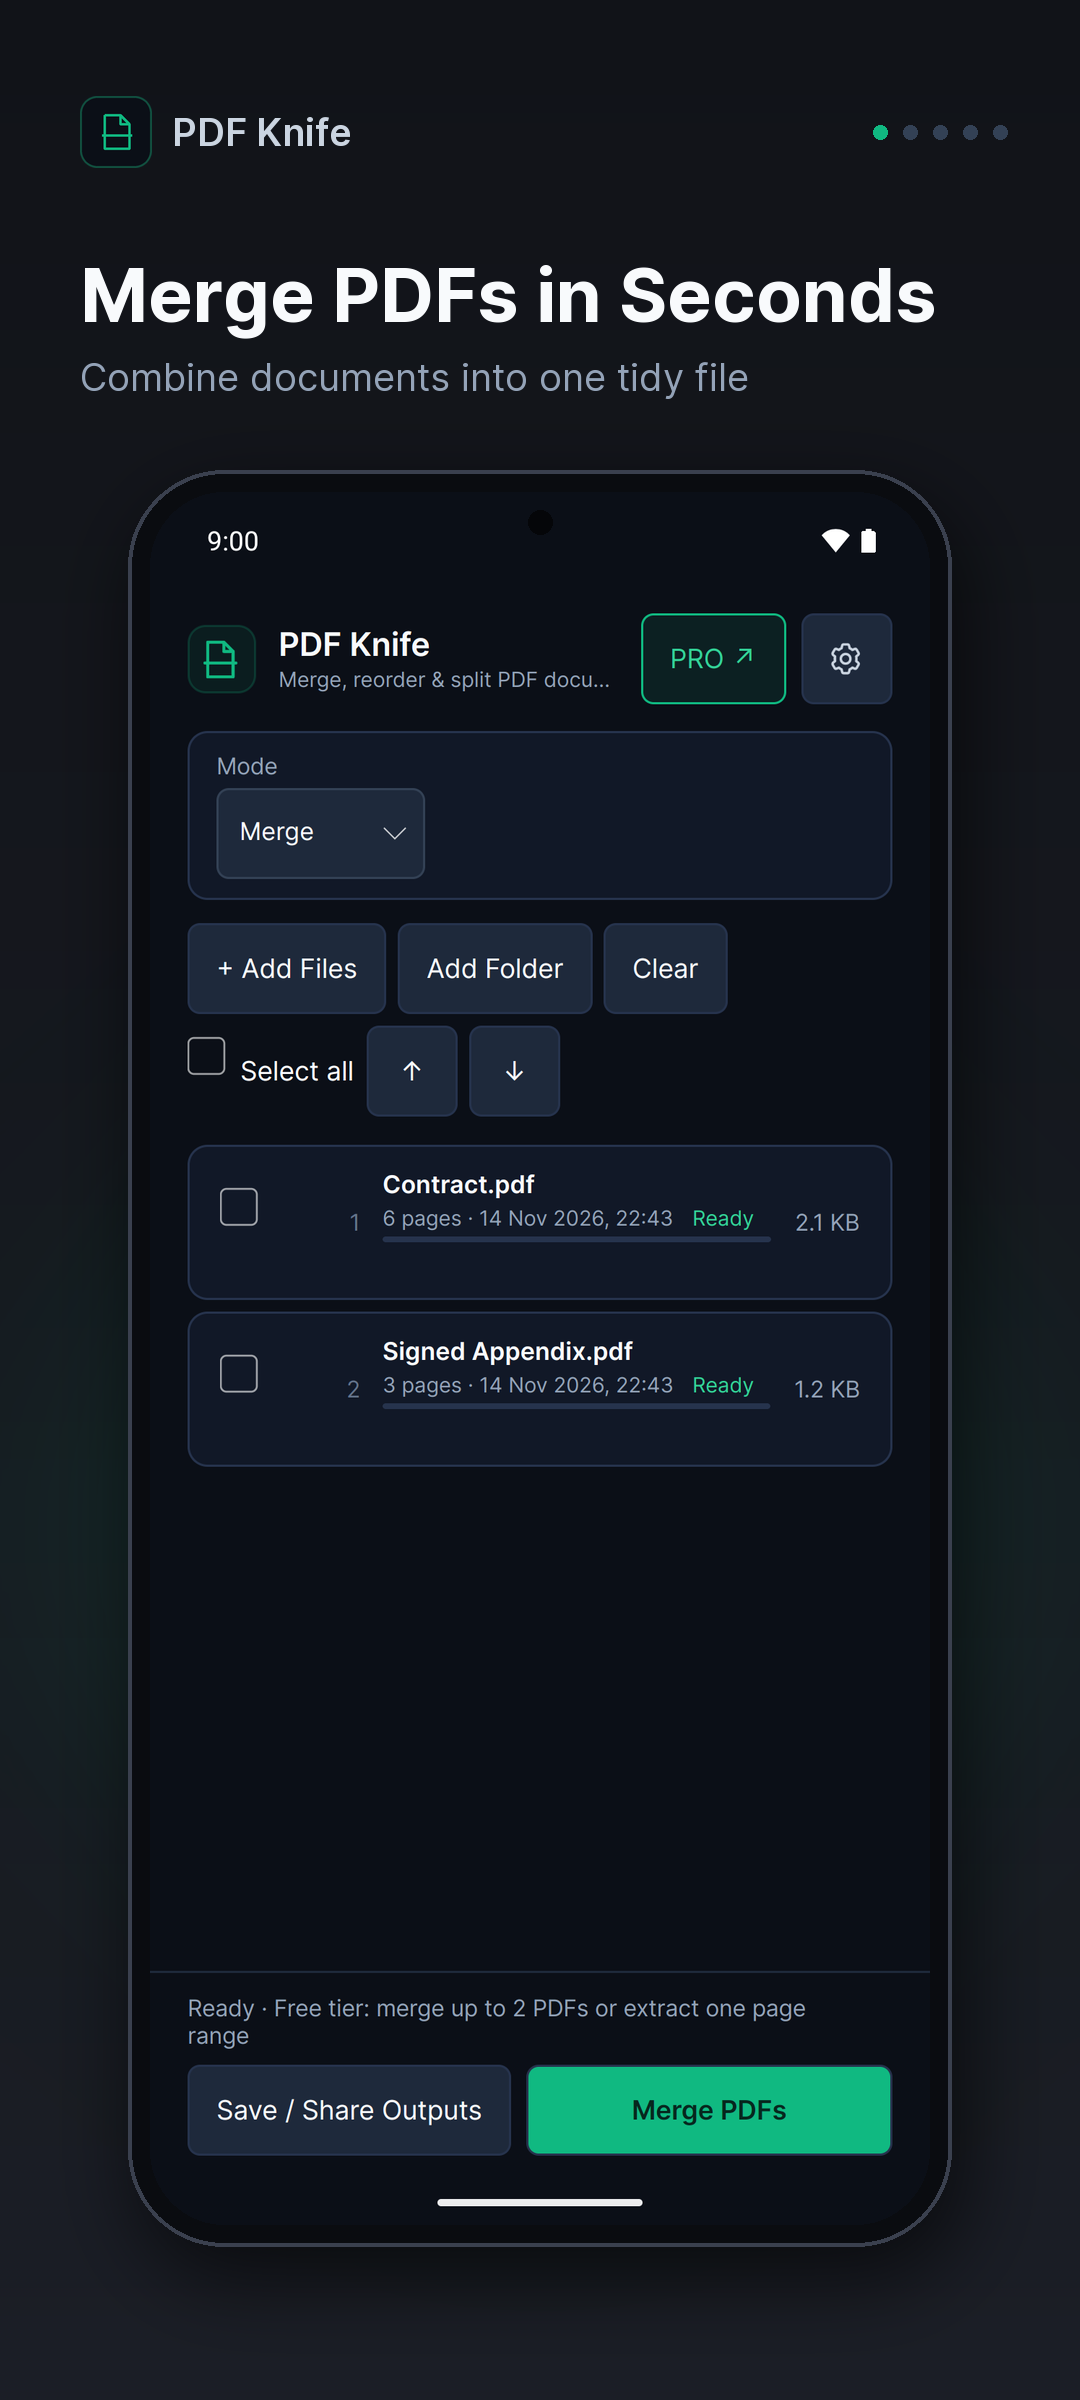 PDF Knife
Merge PDFs in Seconds
Combine documents into one tidy file
9:00
PDF Knife
Merge, reorder & split PDF docu...
PRO ↗
Mode
Merge
+ Add Files
Add Folder
Clear
Select all
↑
↓
Contract.pdf
1
6 pages · 14 Nov 2026, 22:43 Ready
2.1 KB
Signed Appendix.pdf
2
3 pages · 14 Nov 2026, 22:43 Ready
1.2 KB
Ready · Free tier: merge up to 2 PDFs or extract one page
range
Save / Share Outputs
Merge PDFs